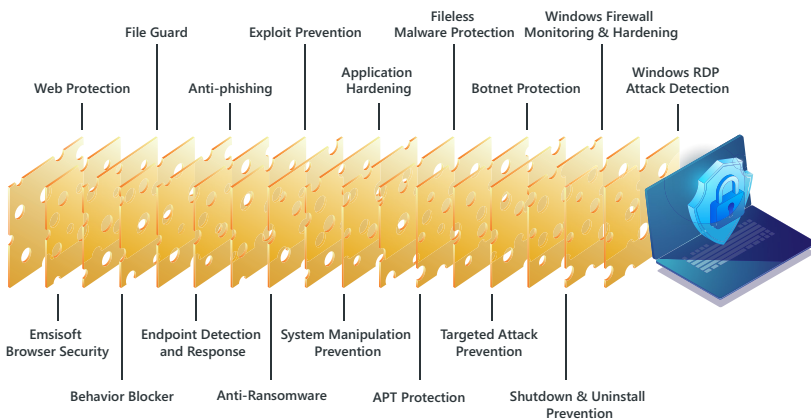 File Guard
Exploit Prevention
Fileless
Malware Protection
Windows Firewall
Monitoring & Hardening
Web Protection
Anti-phishing
Application
Hardening
Botnet Protection
Windows RDP
Attack Detection
Emsisoft
Browser Security
Endpoint Detection
and Response
System Manipulation
Prevention
Targeted Attack
Prevention
Behavior Blocker
Anti-Ransomware
APT Protection
Shutdown & Uninstall
Prevention